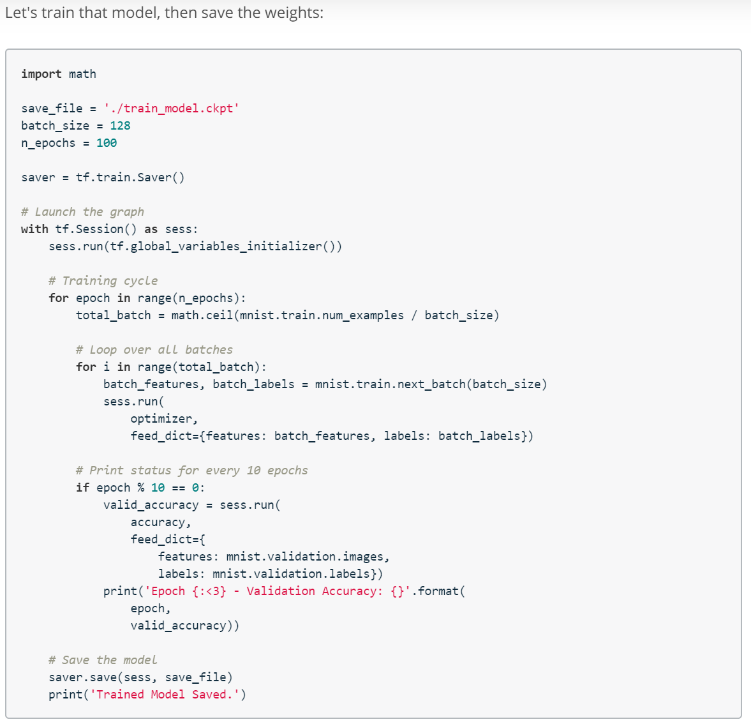 Let's train that model, then save the weights:
import math
save_file = './train_model.ckpt'
batch_size = 128
n_epochs = 100
saver = tf.train.Saver()
# Launch the graph
with tf.Session() as sess:
    sess.run(tf.global_variables_initializer())
    # Training cycle
    for epoch in range(n_epochs):
        total_batch = math.ceil(mnist.train.num_examples / batch_size)
        # Loop over all batches
        for i in range(total_batch):
            batch_features, batch_labels = mnist.train.next_batch(batch_size)
            sess.run(
                optimizer,
                feed_dict={features: batch_features, labels: batch_labels})
        # Print status for every 10 epochs
        if epoch % 10 == 0:
            valid_accuracy = sess.run(
                accuracy,
                feed_dict={
                    features: mnist.validation.images,
                    labels: mnist.validation.labels})
            print('Epoch {:<3} - Validation Accuracy: {}'.format(
                epoch,
                valid_accuracy))
    # Save the model
    saver.save(sess, save_file)
    print('Trained Model Saved.')